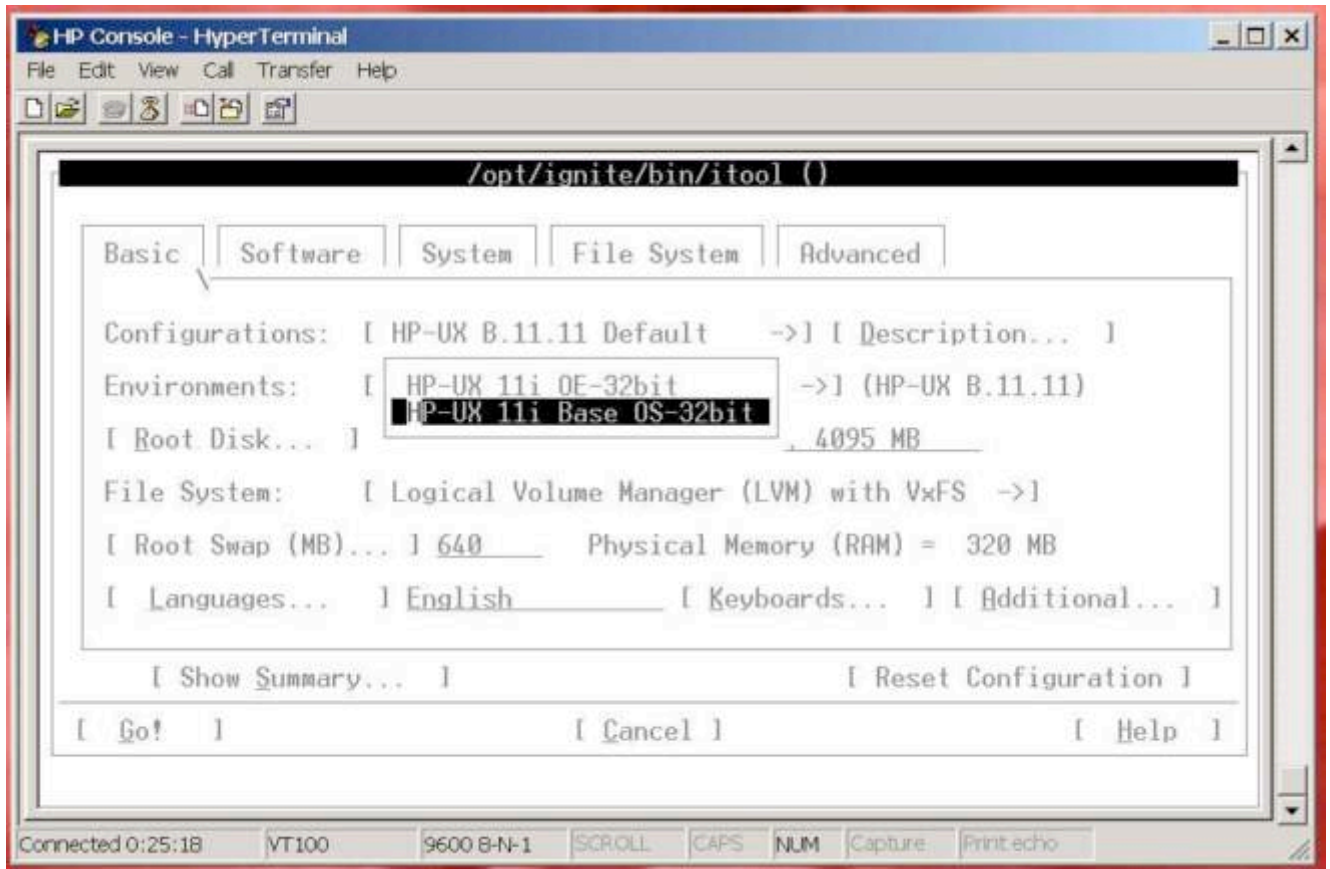 HP Console - HyperTerminal
File Edit View Call Transfer Help
/opt/ignite/bin/itool ()
Basic Software System File System Advanced
Configurations: [ HP-UX B.11.11 Default ->] [ Description... ]
HP-UX 11i OE-32bit
Environments: [ ->] (HP-UX B.11.11)
HP-UX 11i Base OS-32bit
[ Root Disk... ] , 4095 MB
File System: [ Logical Volume Manager (LVM) with VxFS ->]
[ Root Swap (MB)... ] 640 Physical Memory (RAM) = 320 MB
[ Languages... ] English [ Keyboards... ] [ Additional... ]
[ Show Summary... ] [ Reset Configuration ]
[ Go! ] [ Cancel ] [ Help ]
Connected 0:25:18 VT100 9600 8-N-1 SCROLL CAPS NUM Capture Print echo